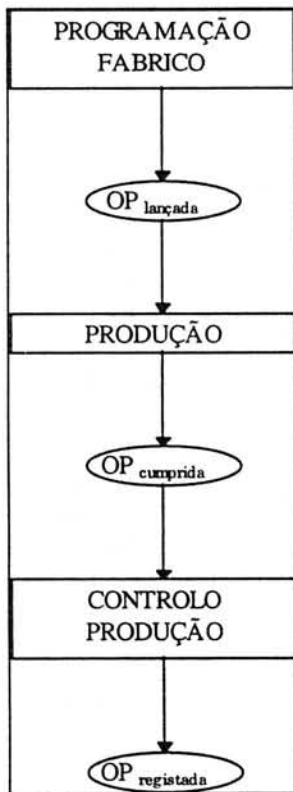 PROGRAMAÇÃO
FABRICO
OP lançada
PRODUÇÃO
OP cumprida
CONTROLO
PRODUÇÃO
OP registada